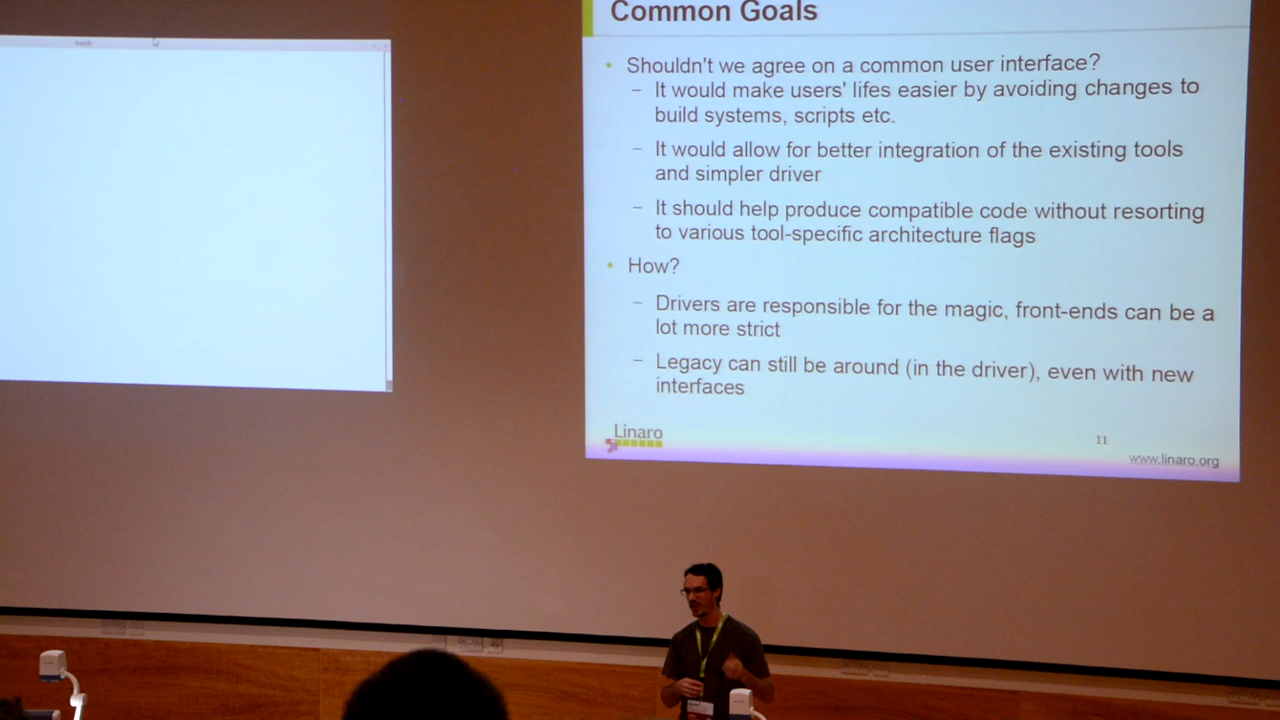 Common Goals
• Shouldn't we agree on a common user interface?
– It would make users' lifes easier by avoiding changes to
build systems, scripts etc.
– It would allow for better integration of the existing tools
and simpler driver
– It should help produce compatible code without resorting
to various tool-specific architecture flags
• How?
– Drivers are responsible for the magic, front-ends can be a
lot more strict
– Legacy can still be around (in the driver), even with new
interfaces
Linaro
11
www.linaro.org